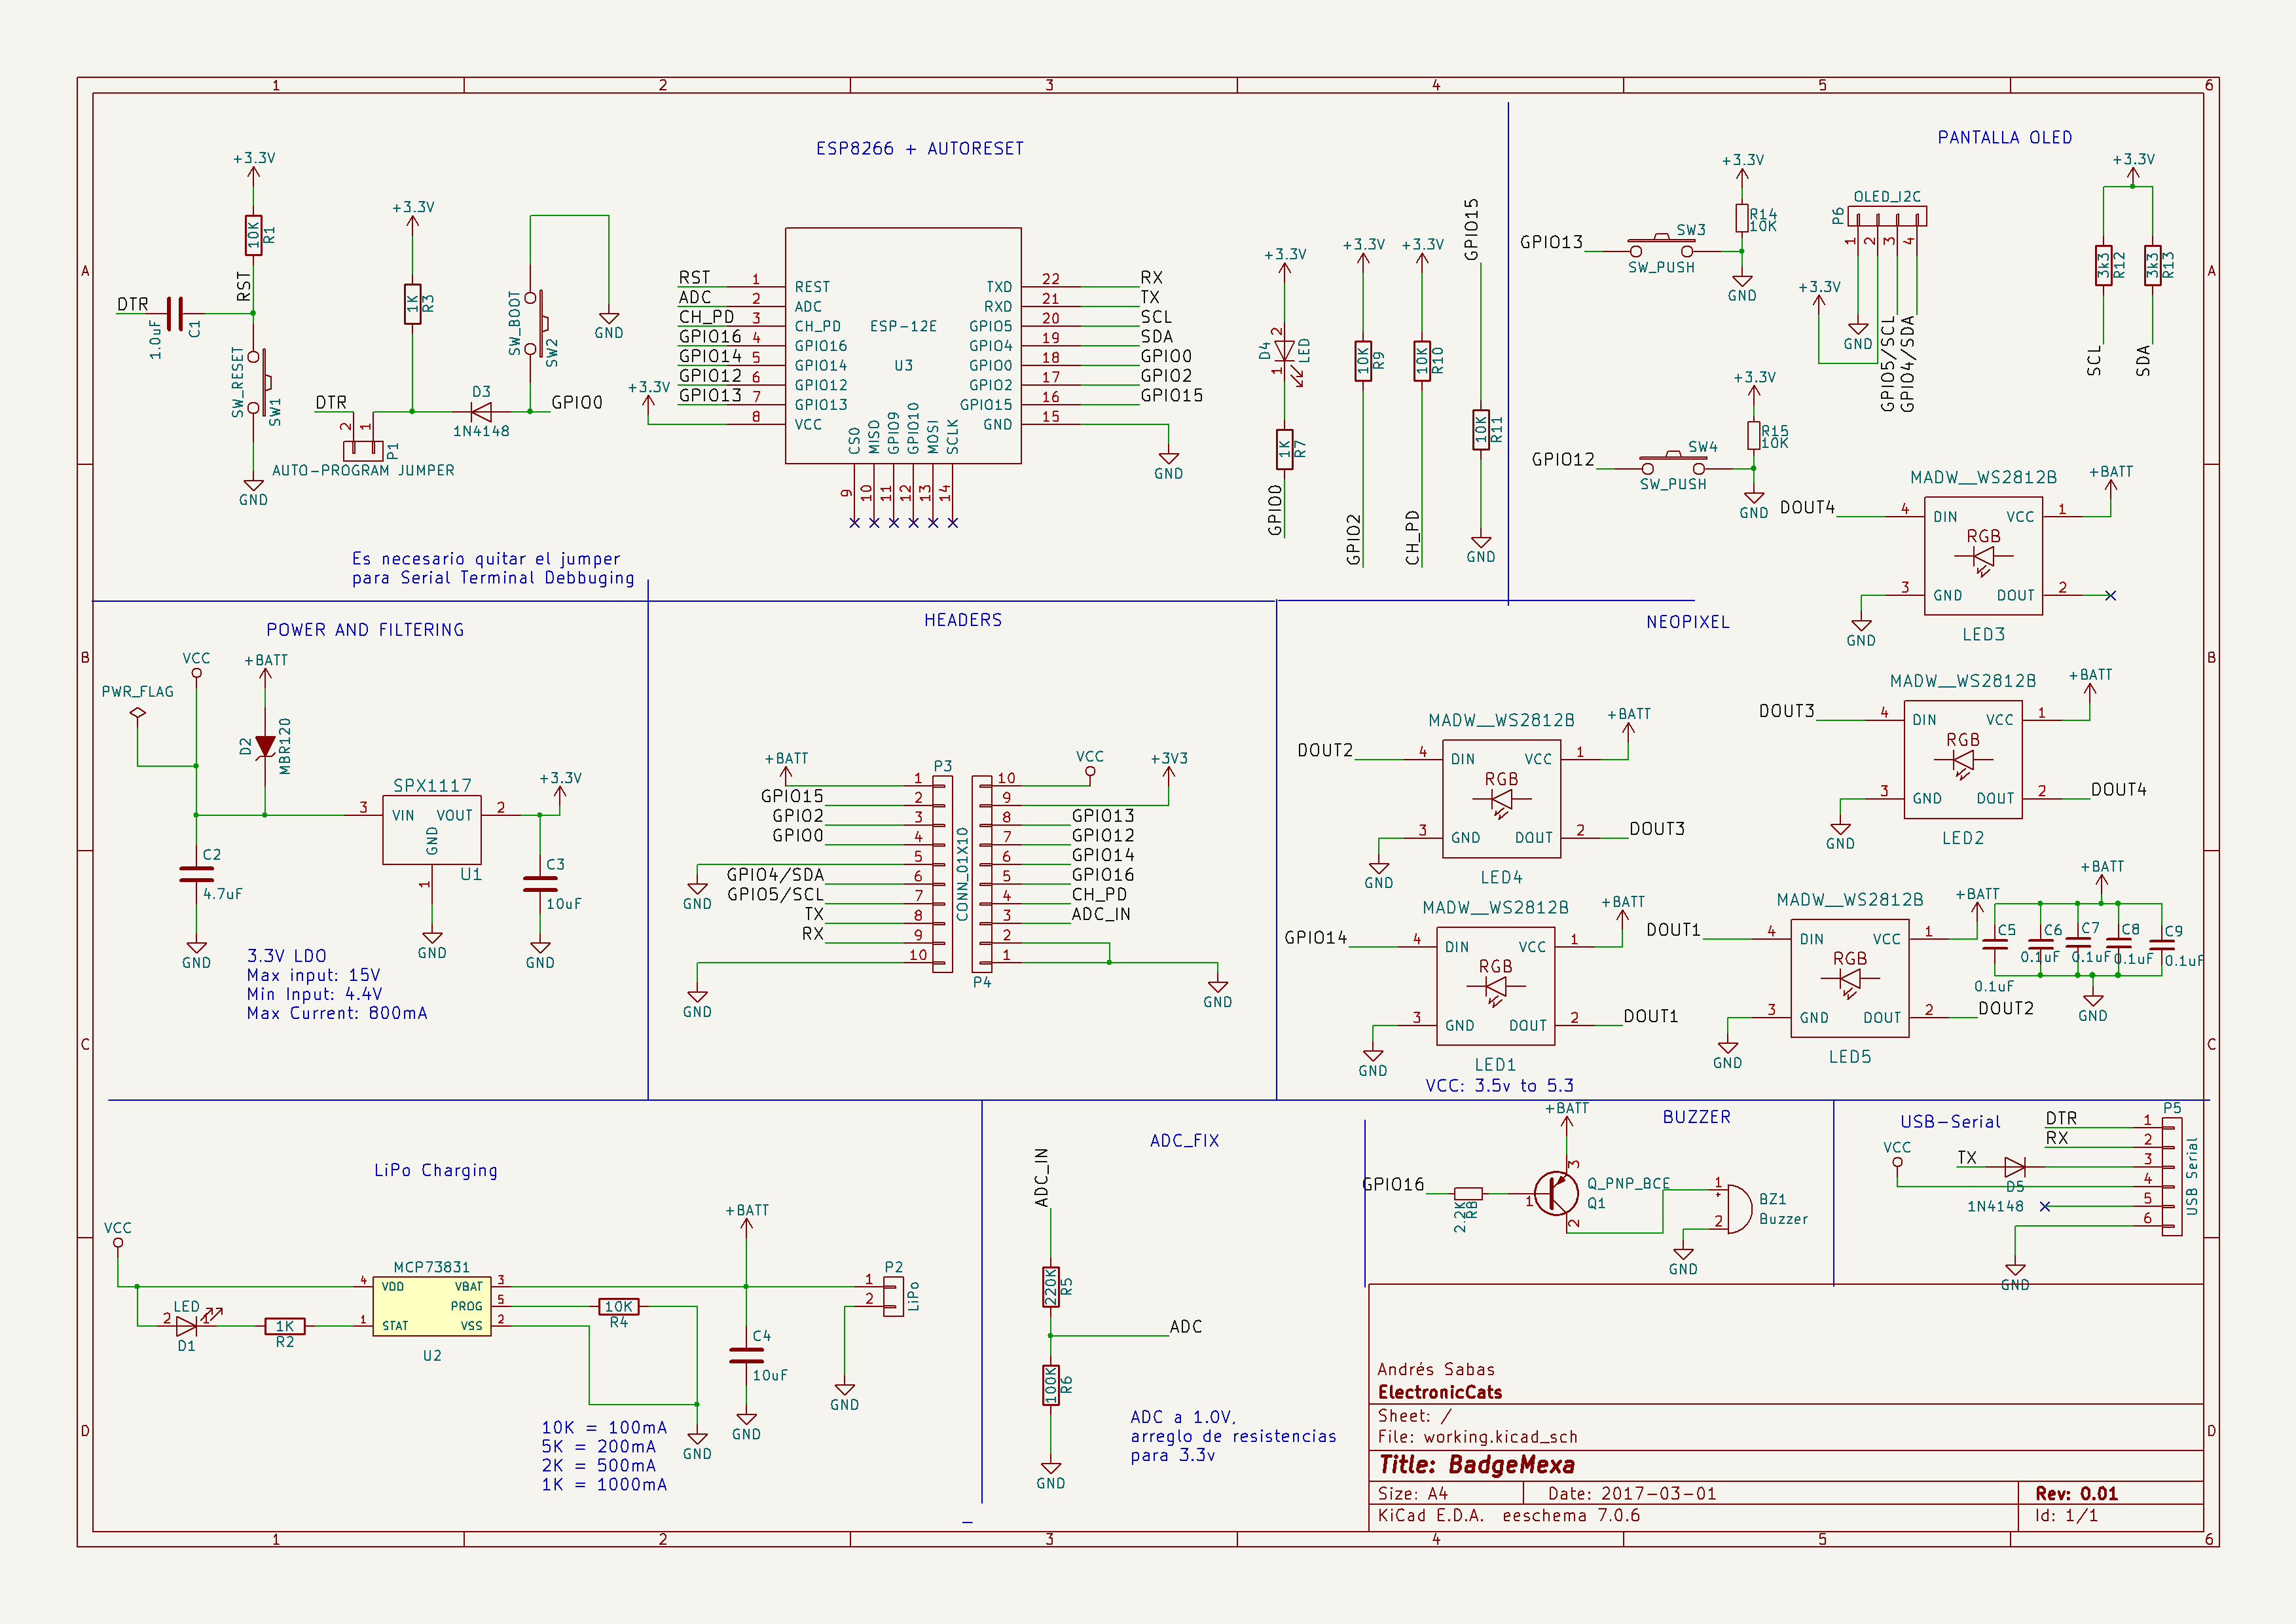 1 2 3 4 5 6
A
B
C
D
ESP8266 + AUTORESET
+3.3V
10K
R1
RST
DTR
1.0uF
C1
SW_RESET
SW1
GND
+3.3V
1K
R3
DTR
2
1
P1
AUTO-PROGRAM JUMPER
D3
1N4148
SW_BOOT
SW2
GPIO0
GND
Es necesario quitar el jumper
para Serial Terminal Debbuging
RST 1 REST
ADC 2 ADC
CH_PD 3 CH_PD
GPIO16 4 GPIO16
GPIO14 5 GPIO14
GPIO12 6 GPIO12
GPIO13 7 GPIO13
+3.3V 8 VCC
ESP-12E
U3
TXD 22 RX
RXD 21 TX
GPIO5 20 SCL
GPIO4 19 SDA
GPIO0 18 GPIO0
GPIO2 17 GPIO2
GPIO15 16 GPIO15
GND 15
GND
CS0 MISO GPIO9 GPIO10 MOSI SCLK
9 10 11 12 13 14
+3.3V
D4
2
1
LED
1K
R7
GPIO0
+3.3V
10K
R9
GPIO2
+3.3V
10K
R10
CH_PD
GPIO15
10K
R11
GND
PANTALLA OLED
GPIO13
SW3
SW_PUSH
+3.3V
R14
10K
GND
GPIO12
SW4
SW_PUSH
+3.3V
R15
10K
GND
OLED_I2C
P6
1 2 3 4
+3.3V
GND
GPIO5/SCL
GPIO4/SDA
+3.3V
3k3
R12
3k3
R13
SCL
SDA
POWER AND FILTERING
VCC
PWR_FLAG
+BATT
D2
MBR120
SPX1117
3 VIN VOUT 2
GND
1
U1
GND
+3.3V
C2
4.7uF
GND
C3
10uF
GND
3.3V LDO
Max input: 15V
Min Input: 4.4V
Max Current: 800mA
HEADERS
+BATT 1
GPIO15 2
GPIO2 3
GPIO0 4
5
GPIO4/SDA 6
GPIO5/SCL 7
TX 8
RX 9
10
GND
GND
P3
CONN_01X10
P4
10 VCC
9 +3V3
8 GPIO13
7 GPIO12
6 GPIO14
5 GPIO16
4 CH_PD
3 ADC_IN
2
1
GND
NEOPIXEL
MADW__WS2812B
DOUT4 4 DIN VCC 1 +BATT
RGB
3 GND DOUT 2
GND
LED3
MADW__WS2812B
DOUT2 4 DIN VCC 1 +BATT
RGB
3 GND DOUT 2 DOUT3
GND
LED4
MADW__WS2812B
DOUT3 4 DIN VCC 1 +BATT
RGB
3 GND DOUT 2 DOUT4
GND
LED2
MADW__WS2812B
GPIO14 4 DIN VCC 1 +BATT
RGB
3 GND DOUT 2 DOUT1
GND
LED1
VCC: 3.5v to 5.3
MADW__WS2812B
DOUT1 4 DIN VCC 1 +BATT
RGB
3 GND DOUT 2 DOUT2
GND
LED5
+BATT
C5 C6 C7 C8 C9
0.1uF 0.1uF 0.1uF 0.1uF
0.1uF
GND
LiPo Charging
VCC
LED
2 1
D1
1K
R2
MCP73831
4 VDD VBAT 3
PROG 5
1 STAT VSS 2
U2
10K
R4
GND
+BATT
C4
10uF
GND
P2
1
2
LiPo
GND
10K = 100mA
5K = 200mA
2K = 500mA
1K = 1000mA
ADC_FIX
ADC_IN
220K
R5
ADC
100K
R6
GND
ADC a 1.0V,
arreglo de resistencias
para 3.3v
BUZZER
GPIO16
2.2K
R8
+BATT
3
1
2
Q_PNP_BCE
Q1
1
+
2
BZ1
Buzzer
GND
USB-Serial
VCC
DTR 1
RX 2
TX 3
4
5
6
D5
1N4148
GND
P5
USB Serial
Andrés Sabas
ElectronicCats
Sheet: /
File: working.kicad_sch
Title: BadgeMexa
Size: A4 Date: 2017-03-01 Rev: 0.01
KiCad E.D.A. eeschema 7.0.6 Id: 1/1
A
B
C
D
1 2 3 4 5 6